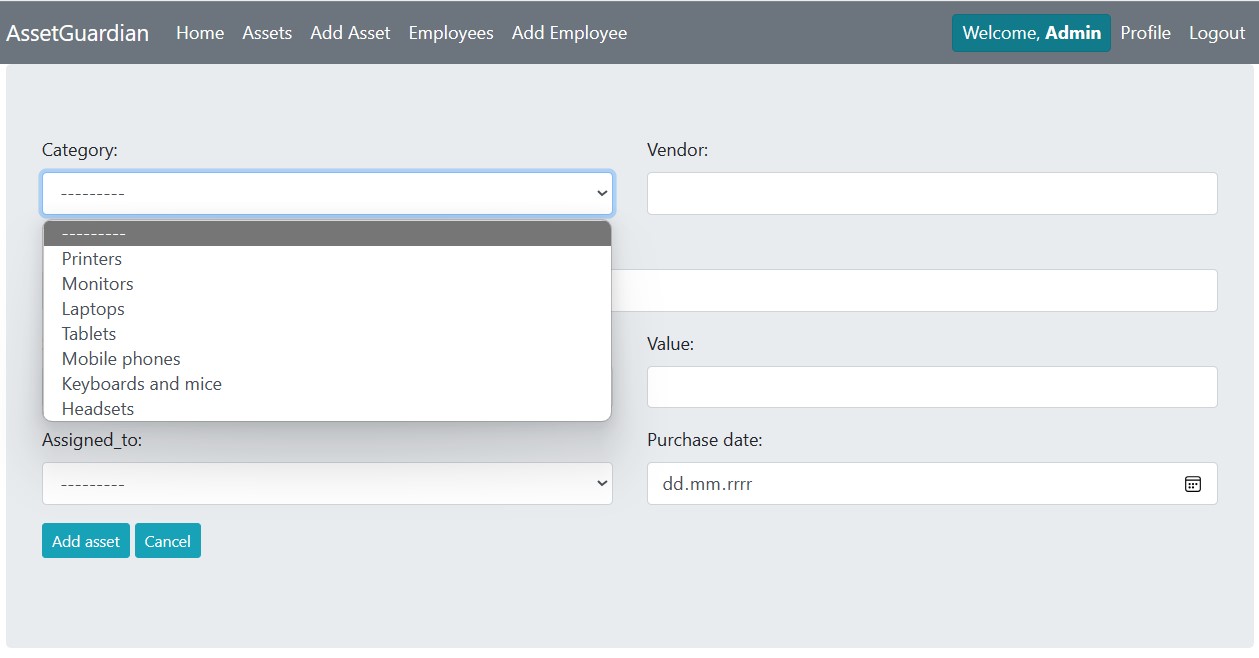 AssetGuardian Home Assets Add Asset Employees Add Employee Welcome, Admin Profile Logout
Category: Vendor:
---------
---------
Printers
Monitors
Laptops
Tablets
Mobile phones
Value:
Keyboards and mice
Headsets
Assigned_to: Purchase date:
--------- dd.mm.rrrr
Add asset Cancel